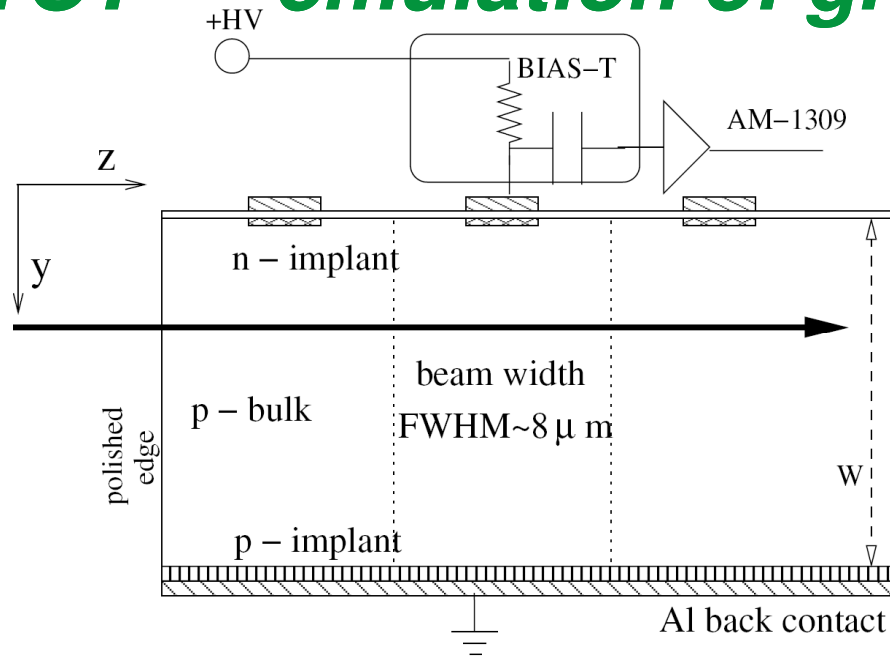 +HV
BIAS–T
AM–1309
z
y
n – implant
beam width
p – bulk
FWHM~8 μ m
polished
edge
W
p – implant
Al back contact